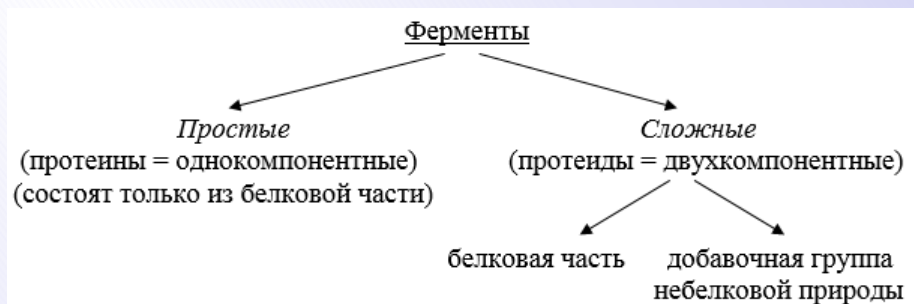 Ферменты
Простые
(протеины = однокомпонентные)
(состоят только из белковой части)
Сложные
(протеиды = двухкомпонентные)
белковая часть
добавочная группа
небелковой природы